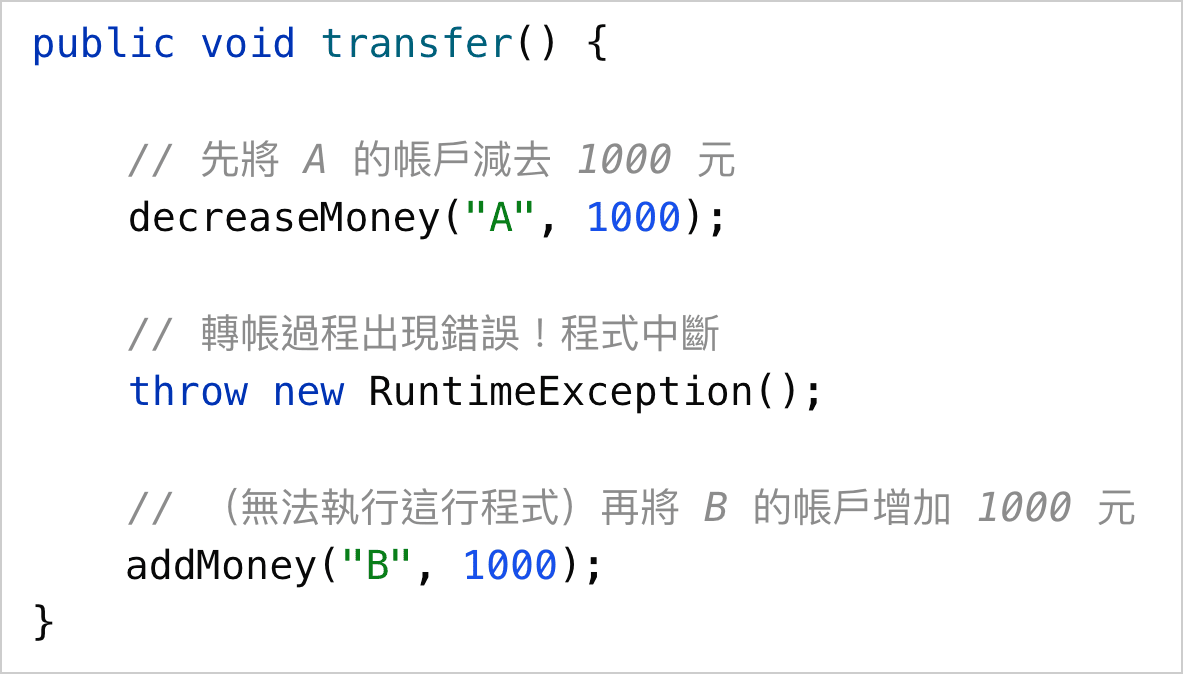 public void transfer() {
// 先將 A 的帳戶減去 1000 元
decreaseMoney("A", 1000);
// 轉帳過程出現錯誤！程式中斷
throw new RuntimeException();
// （無法執行這行程式）再將 B 的帳戶增加 1000 元
addMoney("B", 1000);
}